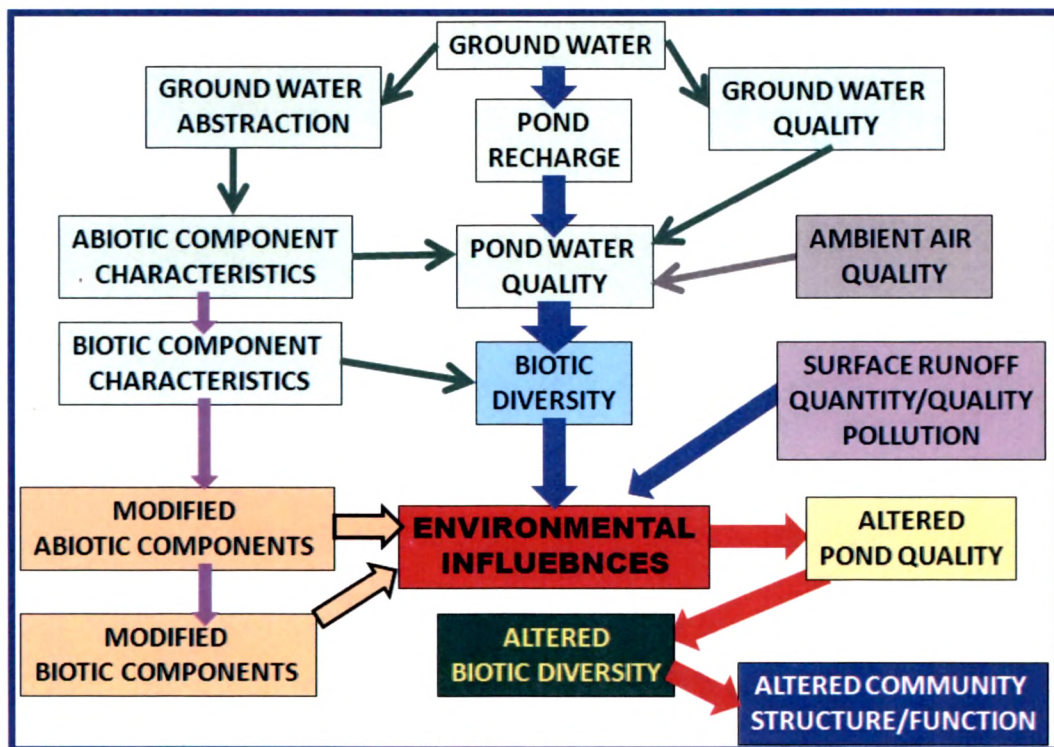 GROUND WATER
GROUND WATER
ABSTRACTION
POND
RECHARGE
GROUND WATER
QUALITY
ABIOTIC COMPONENT
CHARACTERISTICS
POND WATER
QUALITY
AMBIENT AIR
QUALITY
BIOTIC COMPONENT
CHARACTERISTICS
BIOTIC
DIVERSITY
SURFACE RUNOFF
QUANTITY/QUALITY
POLLUTION
MODIFIED
ABIOTIC COMPONENTS
ENVIRONMENTAL
INFLUEBNCES
ALTERED
POND QUALITY
MODIFIED
BIOTIC COMPONENTS
ALTERED
BIOTIC DIVERSITY
ALTERED COMMUNITY
STRUCTURE/FUNCTION